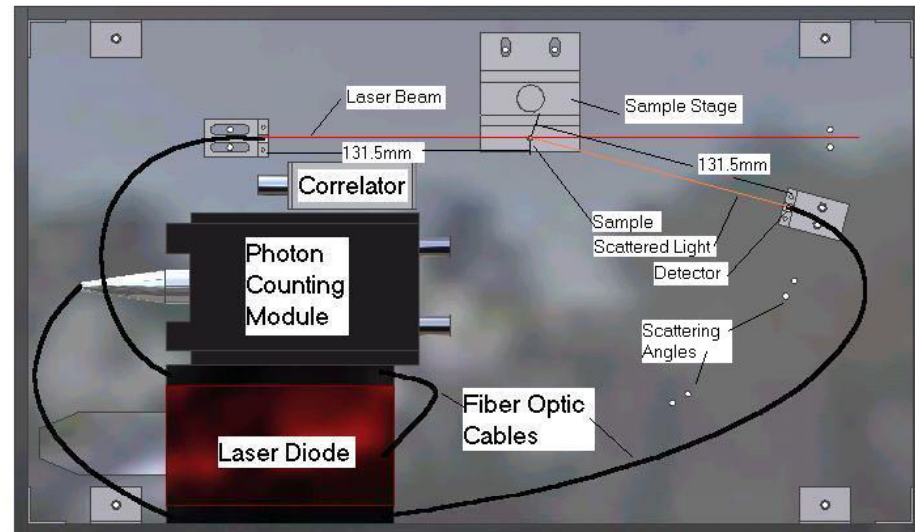 Laser Beam
Sample Stage
131.5mm
131.5mm
Correlator
Sample
Scattered Light
Detector
Photon
Counting
Module
Scattering
Angles
Fiber Optic
Cables
Laser Diode